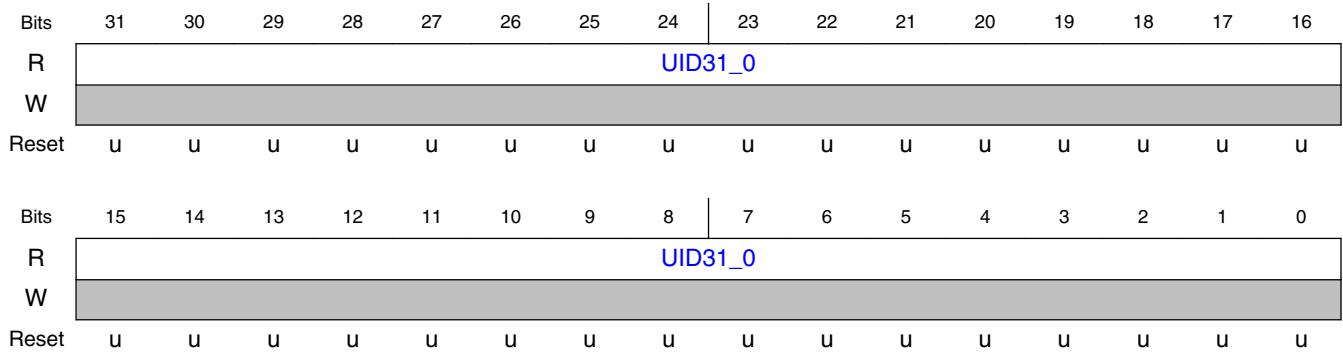 Bits 31 30 29 28 27 26 25 24 23 22 21 20 19 18 17 16
R UID31_0
W
Reset u u u u u u u u u u u u u u u u
Bits 15 14 13 12 11 10 9 8 7 6 5 4 3 2 1 0
R UID31_0
W
Reset u u u u u u u u u u u u u u u u